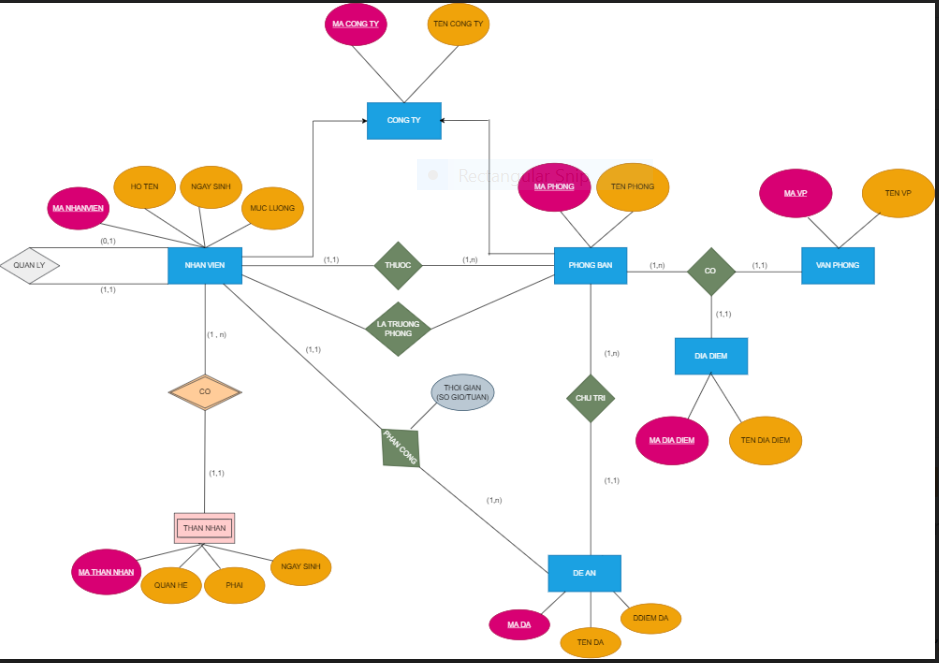 MA CONG TY
TEN CONG TY
CONG TY
Rectangular Snip
MA NHANVIEN
HO TEN
NGAY SINH
MUC LUONG
MA PHONG
TEN PHONG
MA VP
TEN VP
(0,1)
QUAN LY
(1,1)
NHAN VIEN
(1,1)
THUOC
(1,n)
PHONG BAN
(1,n)
CO
(1,1)
VAN PHONG
LA TRUONG
PHONG
(1,1)
(1 , n)
(1,1)
(1,n)
DIA DIEM
CO
THOI GIAN
(SO GIO/TUAN)
CHU TRI
PHAN CONG
MA DIA DIEM
TEN DIA DIEM
(1,1)
(1,n)
(1,1)
THAN NHAN
MA THAN NHAN
QUAN HE
PHAI
NGAY SINH
DE AN
MA DA
TEN DA
DDIEM DA